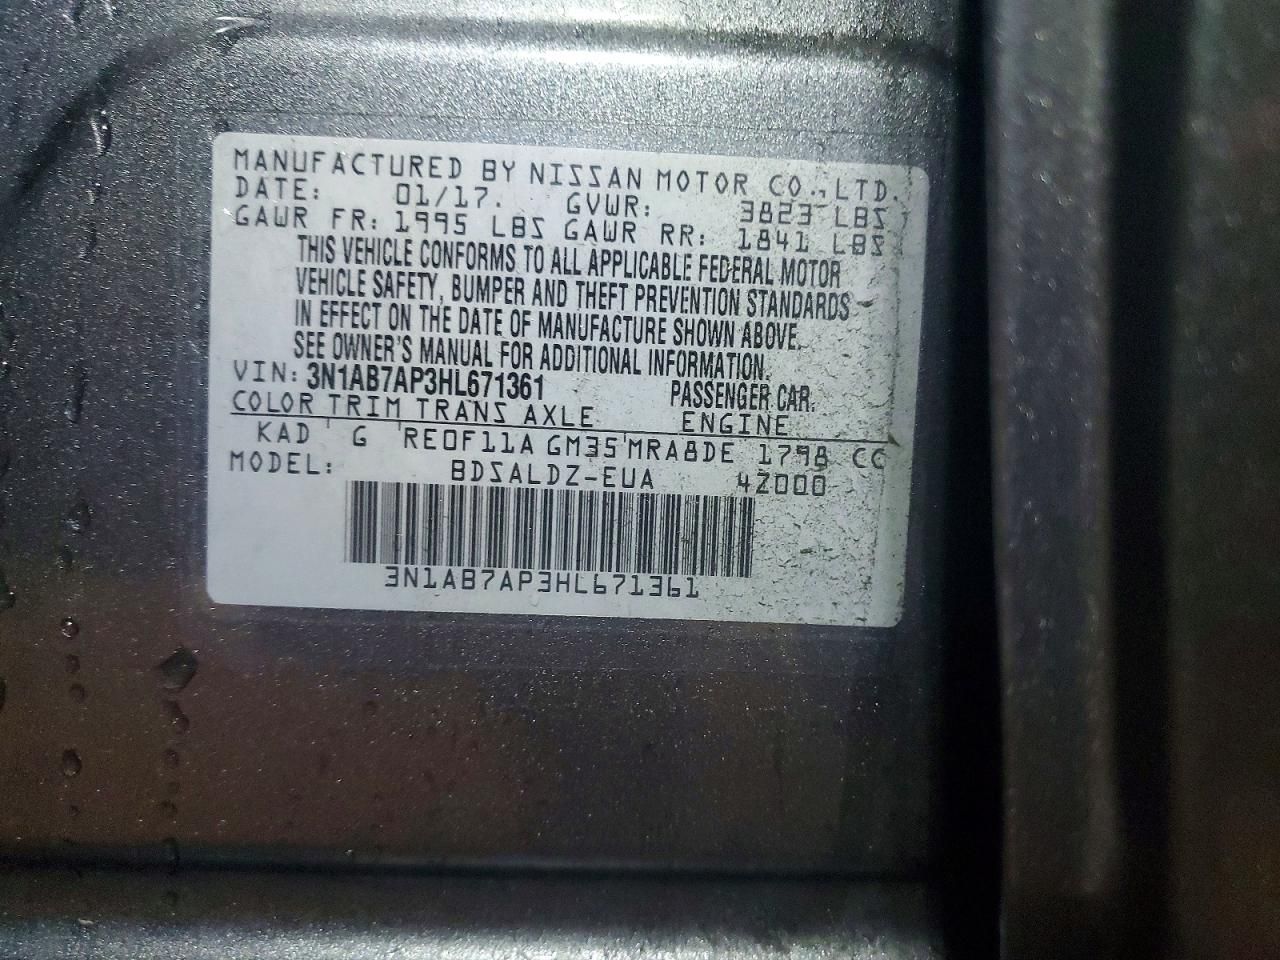 MANUFACTURED BY NISSAN MOTOR CO.,LTD.
DATE: 01/17. GVWR: 3823 LBS
GAWR FR: 1995 LBS GAWR RR: 1841 LBS
THIS VEHICLE CONFORMS TO ALL APPLICABLE FEDERAL MOTOR
VEHICLE SAFETY, BUMPER AND THEFT PREVENTION STANDARDS
IN EFFECT ON THE DATE OF MANUFACTURE SHOWN ABOVE.
SEE OWNER'S MANUAL FOR ADDITIONAL INFORMATION.
VIN: 3N1AB7AP3HL671361 PASSENGER CAR.
COLOR TRIM TRANS AXLE ENGINE
KAD G RE0F11A GM35 MRA8DE 1798 CC
MODEL: BDSALDZ-EUA 4Z000
3N1AB7AP3HL671361